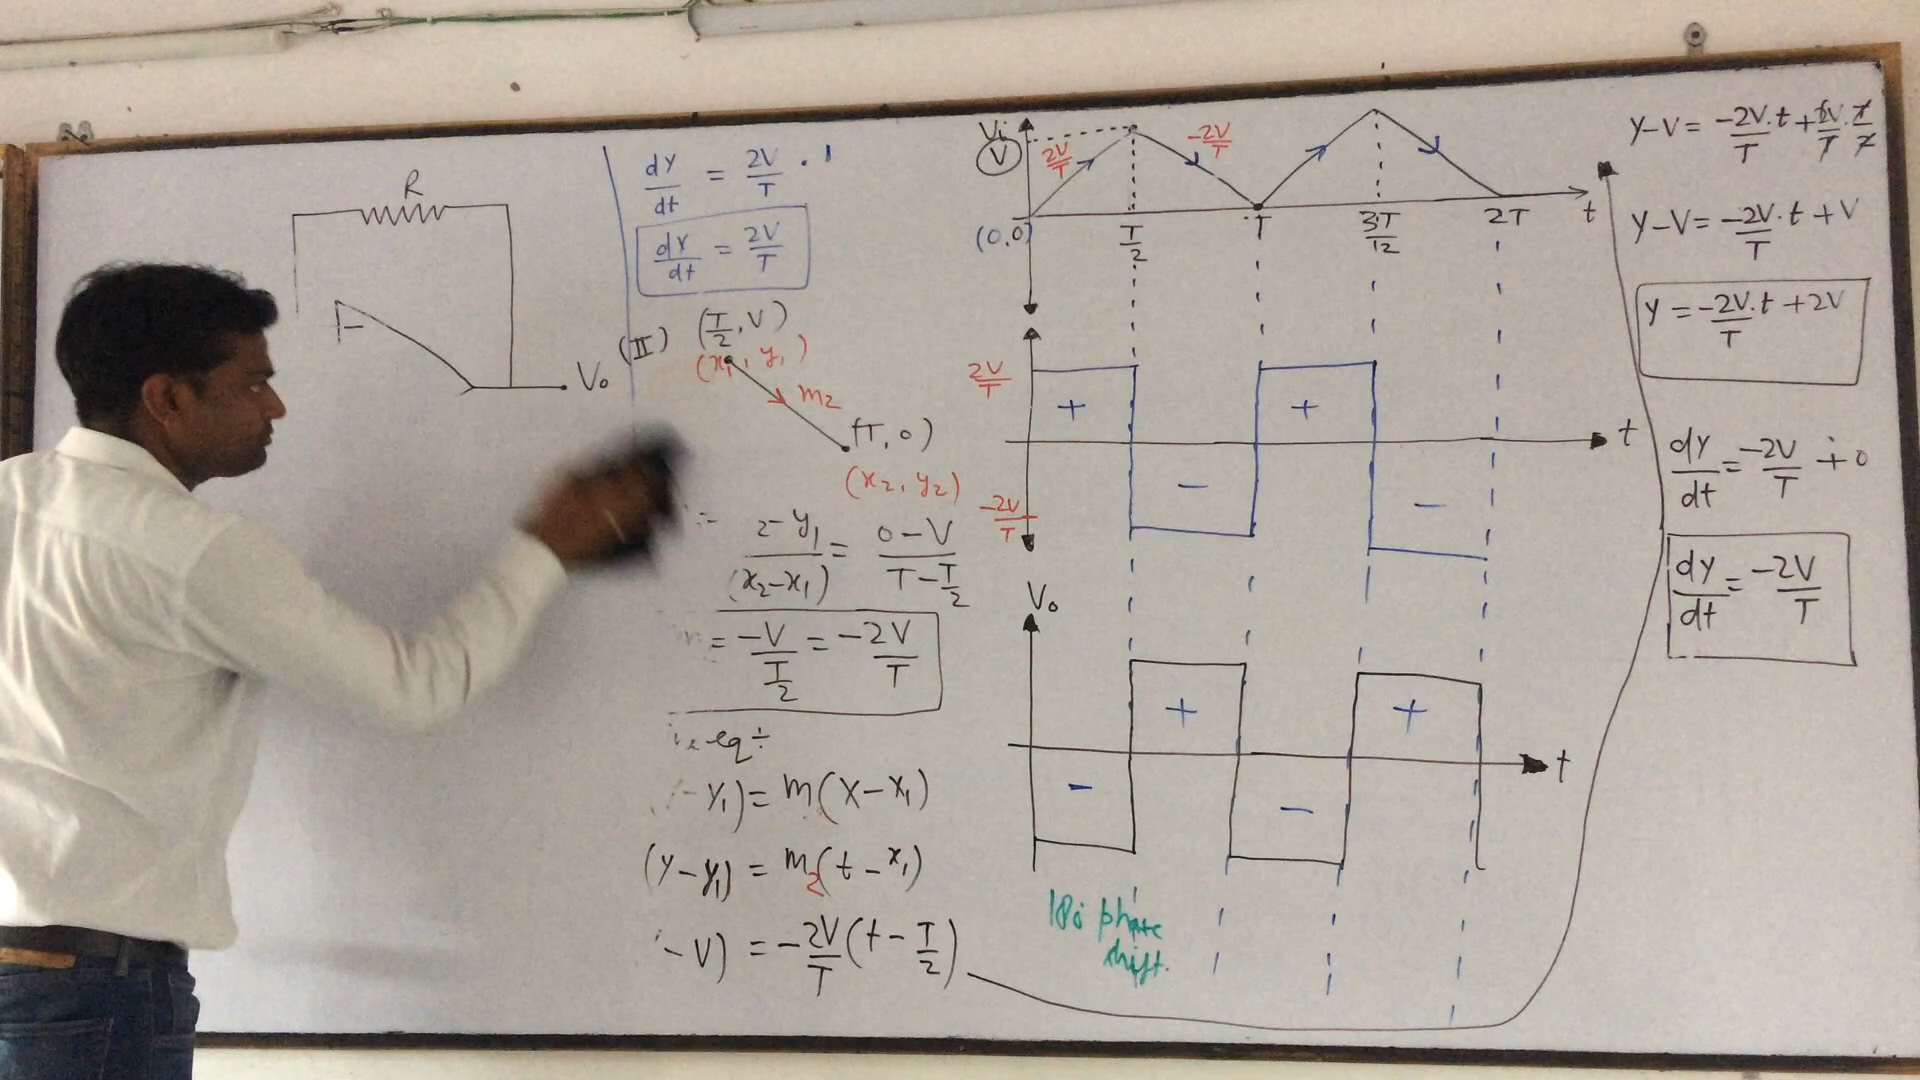 R
V₀
dy/dt = 2V/T . 1
dy/dt = 2V/T
(II) (T/2, V)
(x₁, y₁)
m₂
(T, 0)
(x₂, y₂)
2 - y₁/(x₂-x₁) = 0-V/T-T/2
= -V/T/2 = -2V/T
eq ÷
- y₁) = m(x-x₁)
(y-y₁) = m₂(t-x₁)
-V) = -2V/T(t-T/2)
Vi
V
2V/T
-2V/T
(0,0)
T/2
T
3T/12
2T
t
2V/T
+
-
+
-
t
-2V/T
V₀
-
+
-
+
t
180 phase
shift.
y-V = -2V/T.t + 2V/T.T/2
y-V = -2V/T.t + V
y = -2V/T.t + 2V
dy/dt = -2V/T + 0
dy/dt = -2V/T